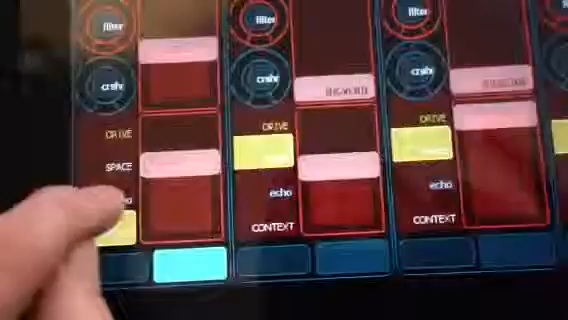 filter
filter
filter
crshr
crshr
crshr
DRIVE
DRIVE
DRIVE
SPACE
echo
echo
CONTEXT
CONTEXT